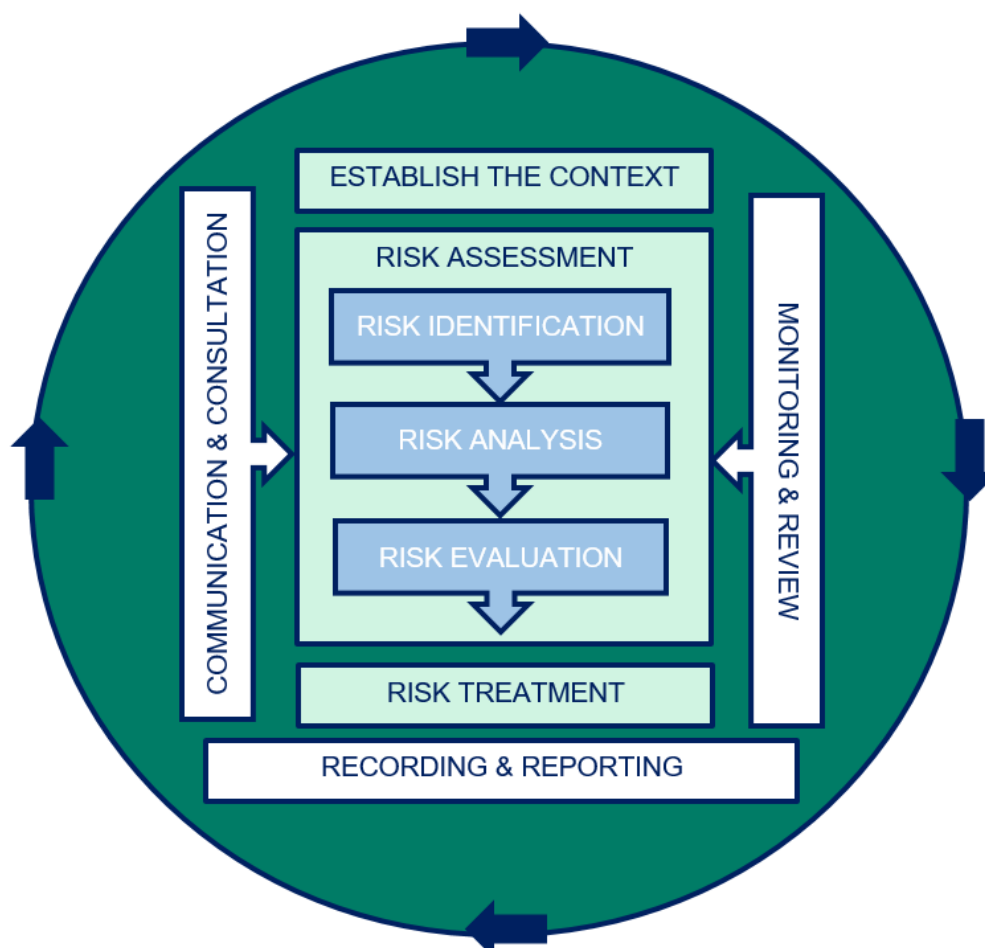 ESTABLISH THE CONTEXT
COMMUNICATION & CONSULTATION
RISK ASSESSMENT
RISK IDENTIFICATION
RISK ANALYSIS
RISK EVALUATION
MONITORING & REVIEW
RISK TREATMENT
RECORDING & REPORTING